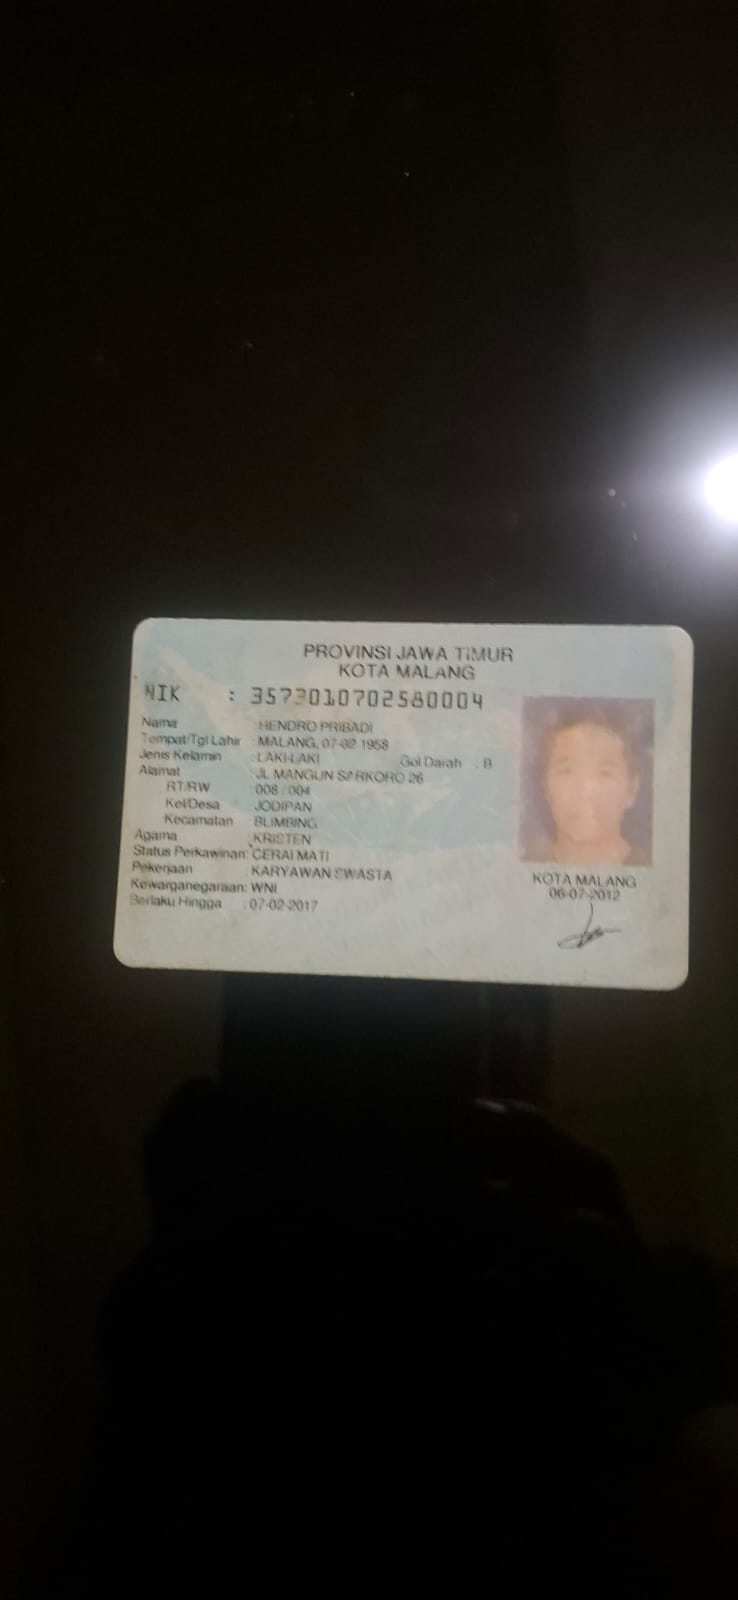 PROVINSI JAWA TIMUR
KOTA MALANG
NIK : 3573010702580004
Nama : HENDRO PRIBADI
Tempat/Tgl Lahir : MALANG, 07-02-1958
Jenis Kelamin : LAKI-LAKI Gol Darah : B
Alamat : JL MANGUN SARKORO 26
RT/RW : 008 / 004
Kel/Desa : JODIPAN
Kecamatan : BLIMBING
Agama : KRISTEN
Status Perkawinan: CERAI MATI
Pekerjaan : KARYAWAN SWASTA
Kewarganegaraan: WNI
Berlaku Hingga : 07-02-2017
KOTA MALANG
06-07-2012